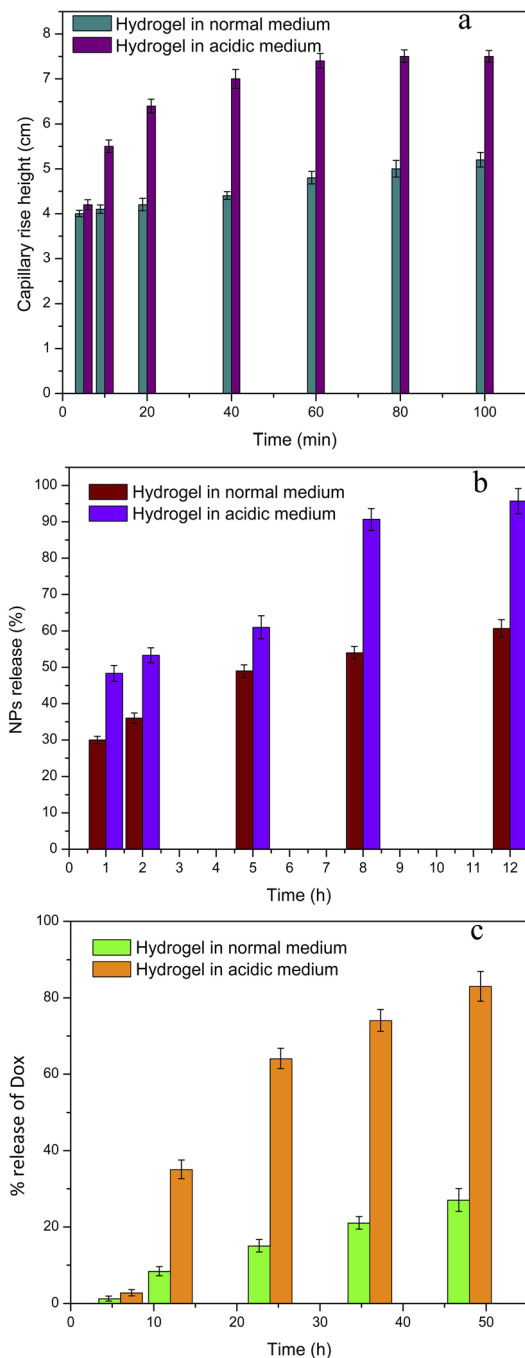 a
Hydrogel in normal medium
Hydrogel in acidic medium
8
7
6
5
4
3
2
1
0
Capillary rise height (cm)
0 20 40 60 80 100
Time (min)
b
Hydrogel in normal medium
Hydrogel in acidic medium
100
90
80
70
60
50
40
30
20
10
0
NPs release (%)
0 1 2 3 4 5 6 7 8 9 10 11 12
Time (h)
c
Hydrogel in normal medium
Hydrogel in acidic medium
100
80
60
40
20
0
% release of Dox
0 10 20 30 40 50
Time (h)